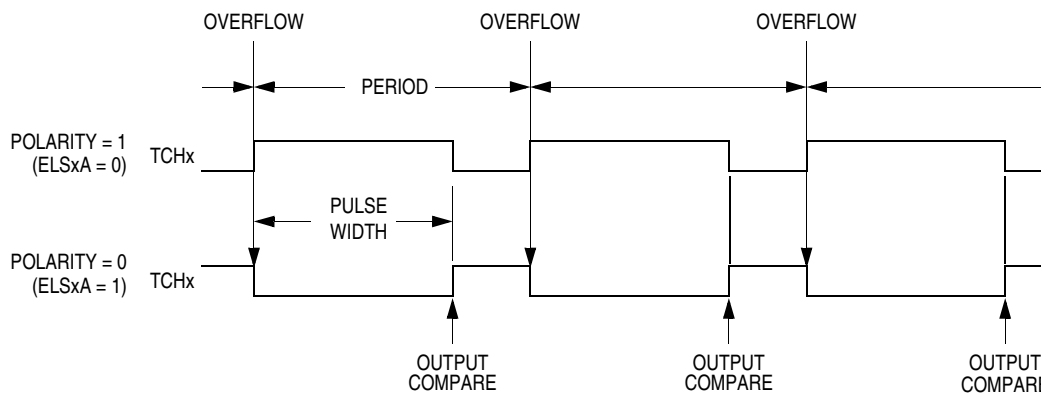 OVERFLOW OVERFLOW OVERFLOW
PERIOD
POLARITY = 1
(ELSxA = 0)
TCHx
PULSE
WIDTH
POLARITY = 0
(ELSxA = 1)
TCHx
OUTPUT
COMPARE
OUTPUT
COMPARE
OUTPUT
COMPARE